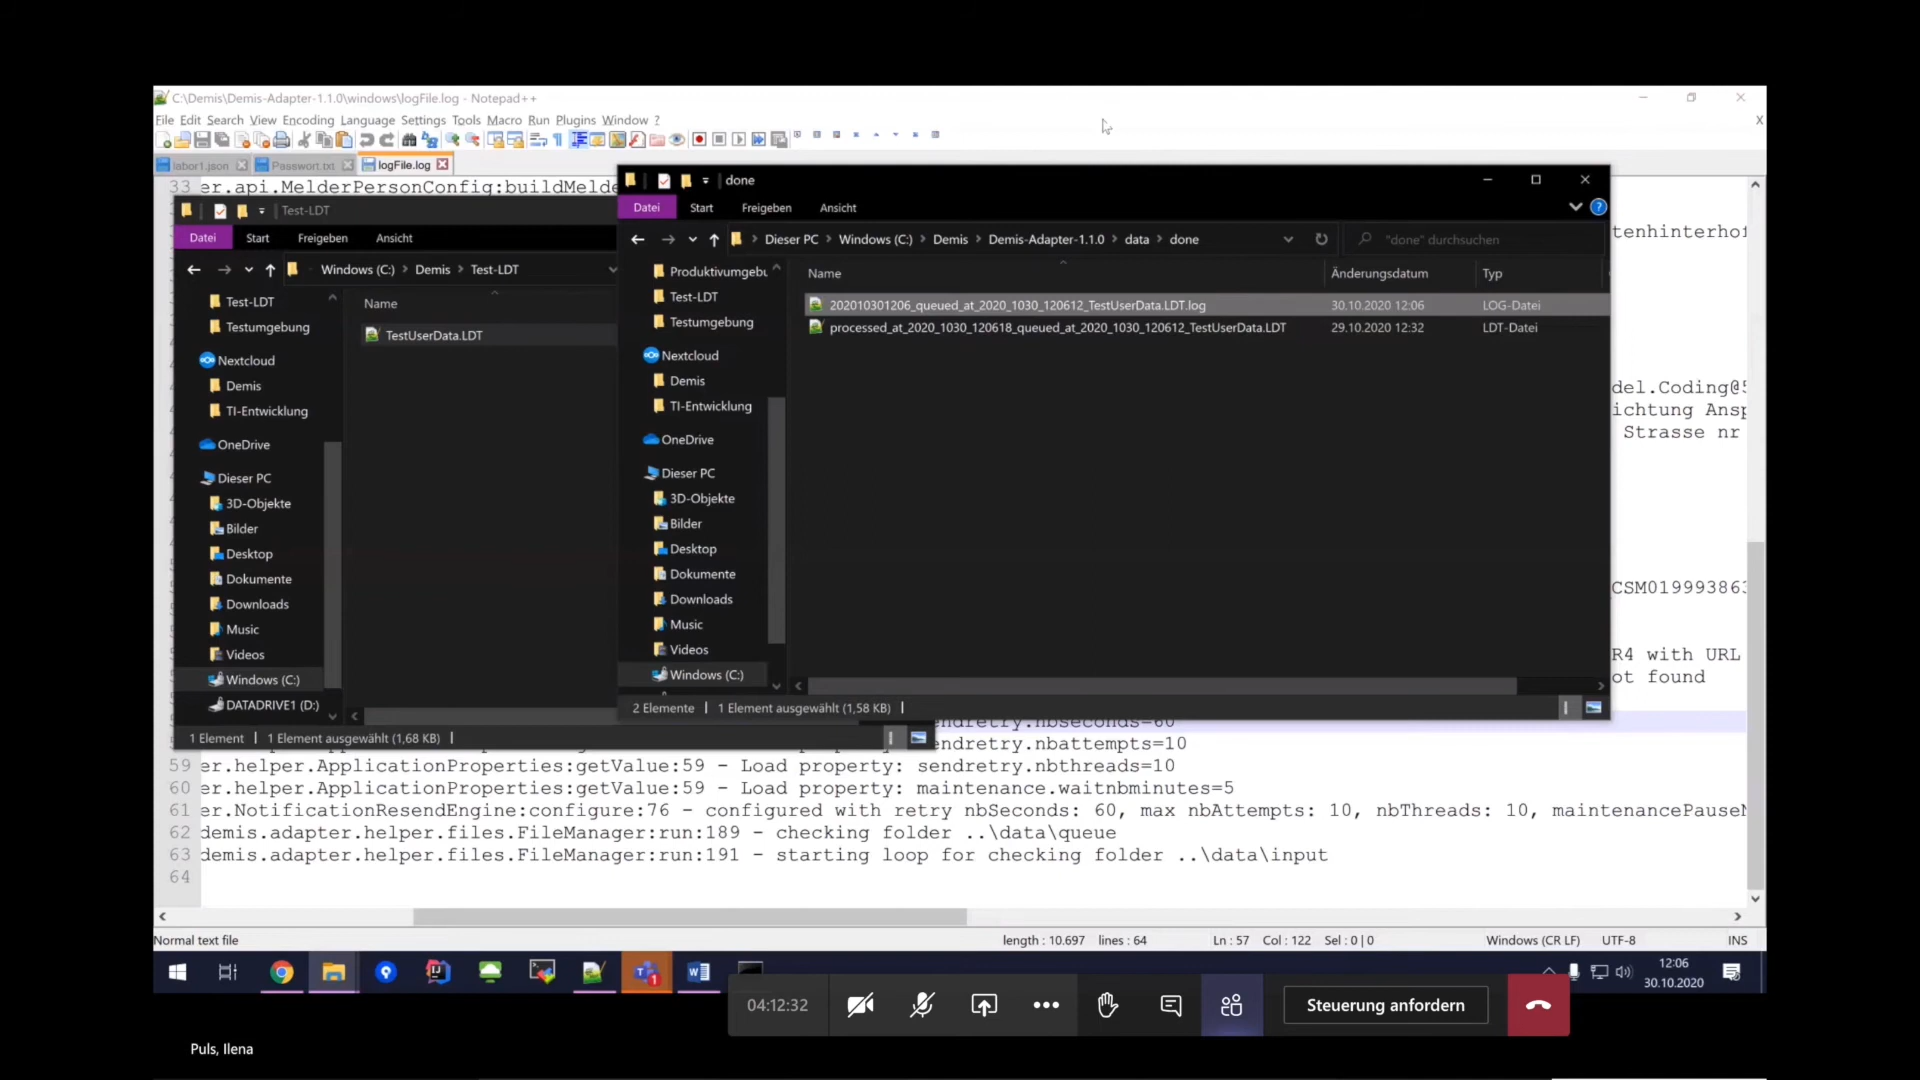 C:\Demis\Demis-Adapter-1.1.0\windows\logFile.log - Notepad++
File Edit Search View Encoding Language Settings Tools Macro Run Plugins Window ?
X
labor1.json Passwort.txt logFile.log
33 er.api.MelderPersonConfig:buildMelde
Test-LDT
Datei Start Freigeben Ansicht
Windows (C:) > Demis > Test-LDT
Name
TestUserData.LDT
Test-LDT
Testumgebung
Nextcloud
Demis
TI-Entwicklung
OneDrive
Dieser PC
3D-Objekte
Bilder
Desktop
Dokumente
Downloads
Music
Videos
Windows (C:)
DATADRIVE1 (D:)
1 Element | 1 Element ausgewählt (1,68 KB) |
done
Datei Start Freigeben Ansicht
Dieser PC > Windows (C:) > Demis > Demis-Adapter-1.1.0 > data > done
"done" durchsuchen
Name Änderungsdatum Typ
202010301206_queued_at_2020_1030_120612_TestUserData.LDT.log 30.10.2020 12:06 LOG-Datei
processed_at_2020_1030_120618_queued_at_2020_1030_120612_TestUserData.LDT 29.10.2020 12:32 LDT-Datei
Produktivumgebu
Test-LDT
Testumgebung
Nextcloud
Demis
TI-Entwicklung
OneDrive
Dieser PC
3D-Objekte
Bilder
Desktop
Dokumente
Downloads
Music
Videos
Windows (C:)
2 Elemente | 1 Element ausgewählt (1,58 KB) |
tenhinterhof
del.Coding@5
ichtung Ansp
Strasse nr
CSM01999386
R4 with URL
ot found
endretry.nbseconds=60
endretry.nbattempts=10
59 er.helper.ApplicationProperties:getValue:59 - Load property: sendretry.nbthreads=10
60 er.helper.ApplicationProperties:getValue:59 - Load property: maintenance.waitnbminutes=5
61 er.NotificationResendEngine:configure:76 - configured with retry nbSeconds: 60, max nbAttempts: 10, nbThreads: 10, maintenancePauseN
62 demis.adapter.helper.files.FileManager:run:189 - checking folder ..\data\queue
63 demis.adapter.helper.files.FileManager:run:191 - starting loop for checking folder ..\data\input
64
Normal text file length : 10.697 lines : 64 Ln : 57 Col : 122 Sel : 0 | 0 Windows (CR LF) UTF-8 INS
12:06
30.10.2020
04:12:32 Steuerung anfordern
Puls, Ilena